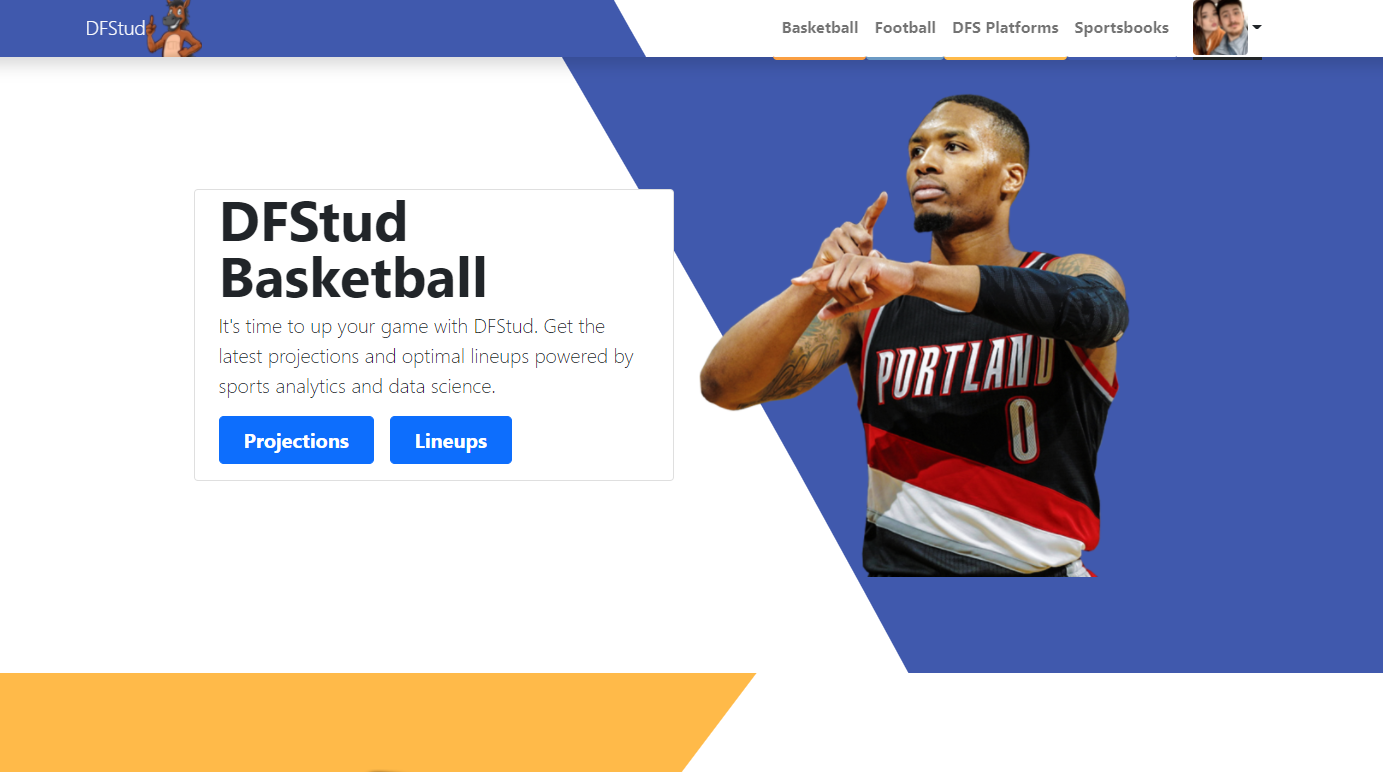 DFStud
Basketball
Football
DFS Platforms
Sportsbooks
DFStud
Basketball
It's time to up your game with DFStud. Get the
latest projections and optimal lineups powered by
sports analytics and data science.
Projections
Lineups
PORTLAND
0